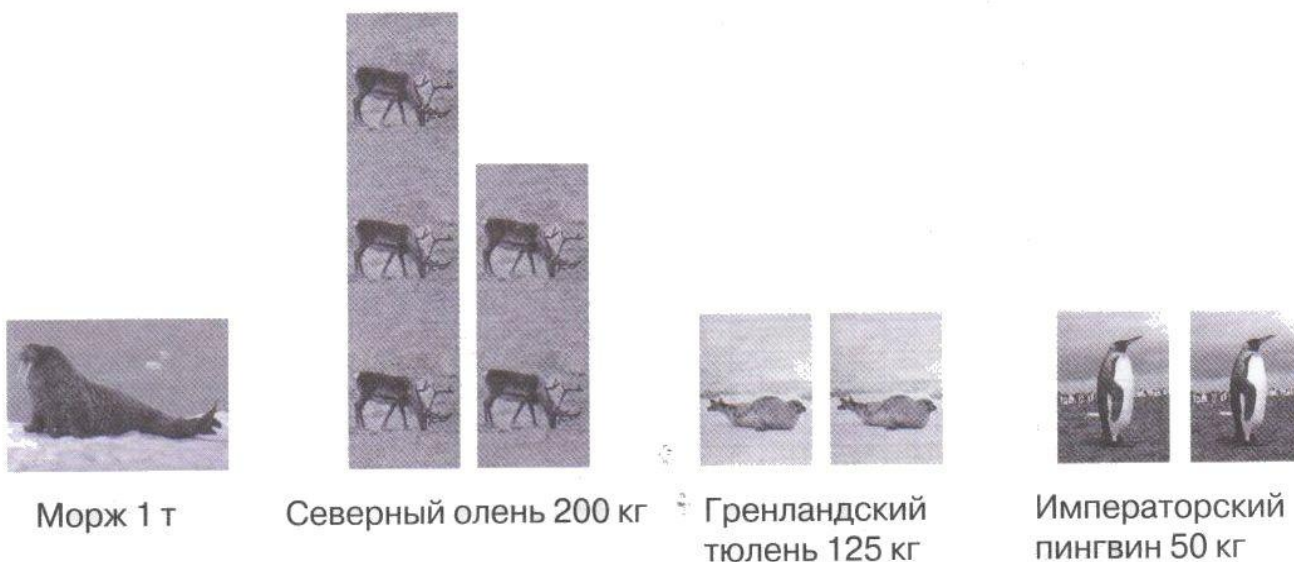 Морж 1 т
Северный олень 200 кг
Гренландский
тюлень 125 кг
Императорский
пингвин 50 кг